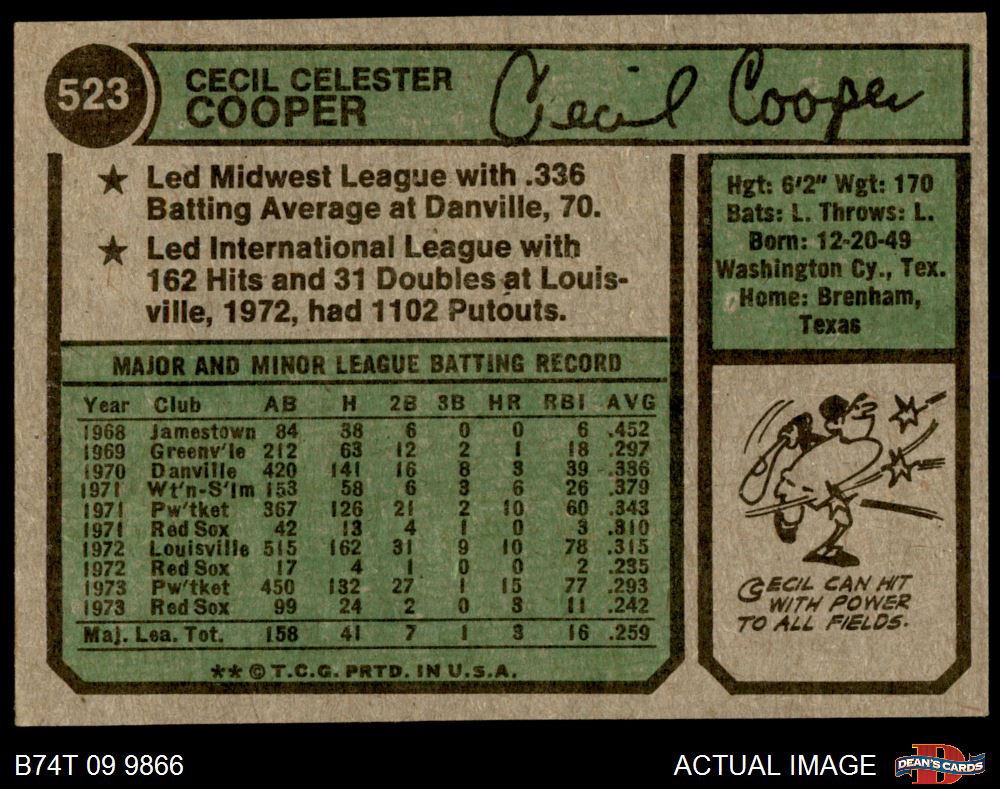 523
CECIL CELESTER
COOPER
Cecil Cooper
★ Led Midwest League with .336
Batting Average at Danville, 70.
★ Led International League with
162 Hits and 31 Doubles at Louis-
ville, 1972, had 1102 Putouts.
Hgt: 6'2" Wgt: 170
Bats: L. Throws: L.
Born: 12-20-49
Washington Cy., Tex.
Home: Brenham,
Texas
MAJOR AND MINOR LEAGUE BATTING RECORD
Year Club AB H 2B 3B HR RBI AVG
1968 Jamestown 84 38 6 0 0 6 .452
1969 Greenv'le 212 63 12 2 1 18 .297
1970 Danville 420 141 16 8 3 39 .336
1971 Wt'n-S'lm 153 58 6 3 6 26 .379
1971 Pw'tket 367 126 21 2 10 60 .343
1971 Red Sox 42 13 4 1 0 3 .310
1972 Louisville 515 162 31 9 10 78 .315
1972 Red Sox 17 4 1 0 0 2 .235
1973 Pw'tket 450 132 27 1 15 77 .293
1973 Red Sox 99 24 2 0 3 11 .242
Maj. Lea. Tot. 158 41 7 1 3 16 .259
** © T.C.G. PRTD. IN U.S.A.
CECIL CAN HIT
WITH POWER
TO ALL FIELDS.
B74T 09 9866
ACTUAL IMAGE
DEAN'S CARDS